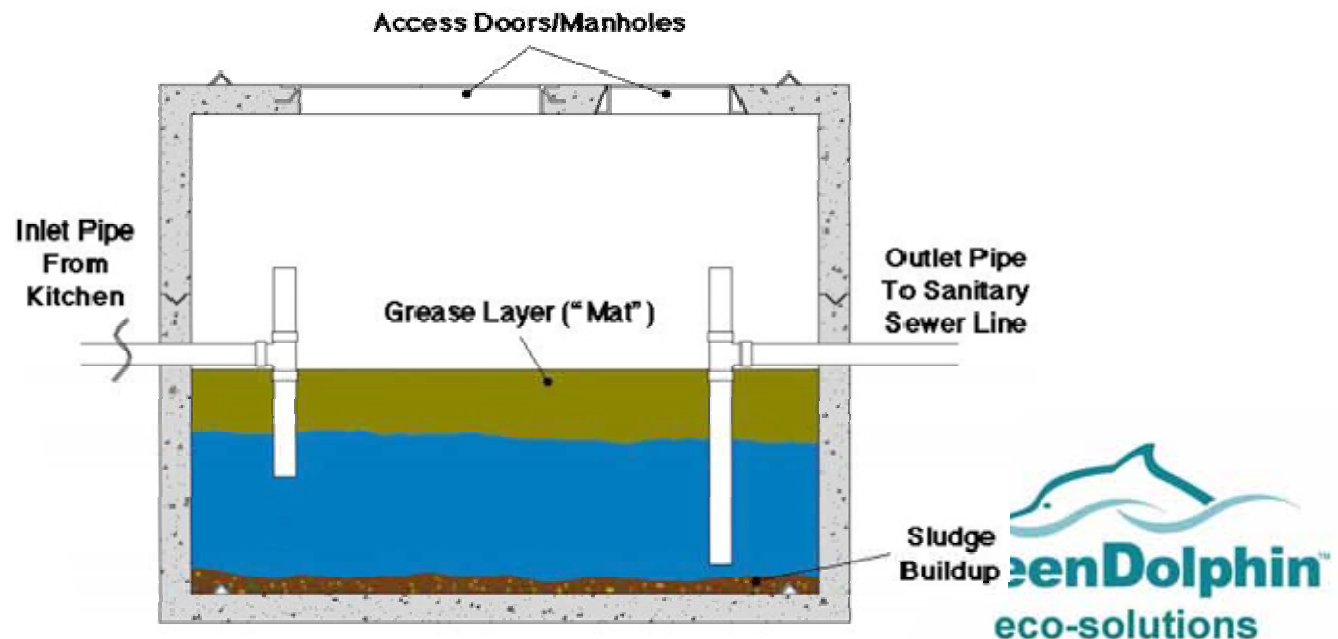 Access Doors/Manholes
Inlet Pipe
From
Kitchen
Grease Layer ("Mat")
Outlet Pipe
To Sanitary
Sewer Line
Sludge
Buildup
eenDolphin™
eco-solutions